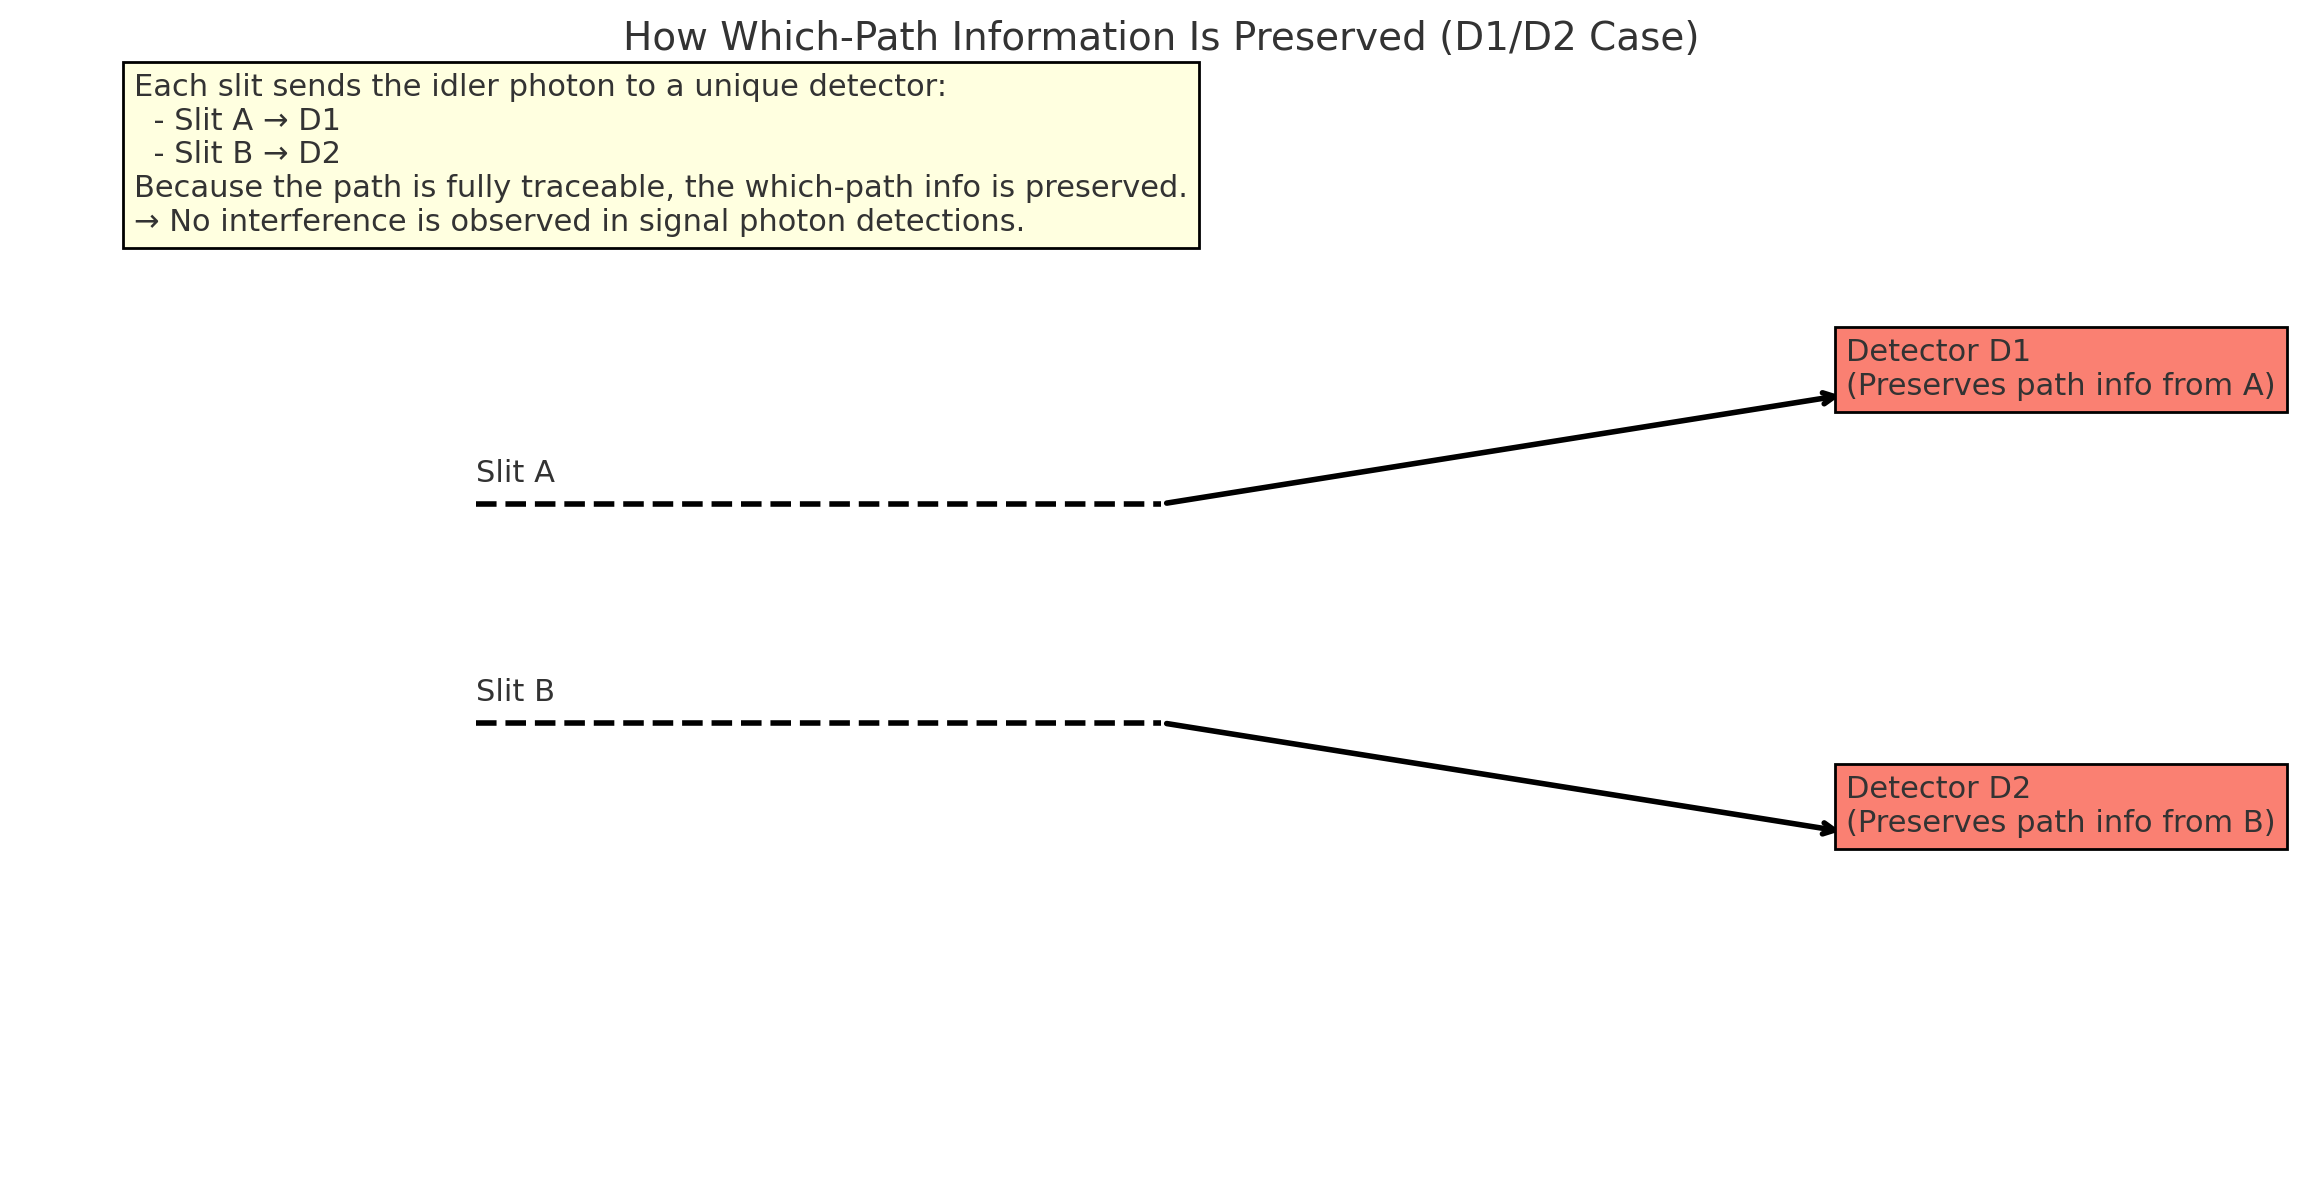 How Which-Path Information Is Preserved (D1/D2 Case)
Each slit sends the idler photon to a unique detector:
- Slit A → D1
- Slit B → D2
Because the path is fully traceable, the which-path info is preserved.
→ No interference is observed in signal photon detections.
Detector D1
(Preserves path info from A)
Slit A
Slit B
Detector D2
(Preserves path info from B)